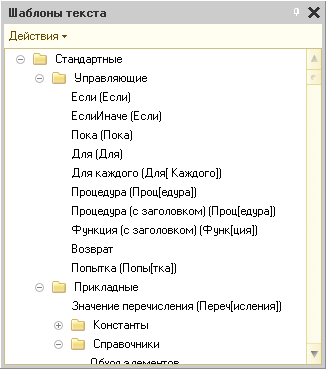 Шаблоны текста
Действия
Стандартные
Управляющие
Если (Если)
ЕслиИначе (Если)
Пока (Пока)
Для (Для)
Для каждого (Для[ Каждого])
Процедура (Проц[едура])
Процедура (с заголовком) (Проц[едура])
Функция (с заголовком) (Функ[ция])
Возврат
Попытка (Попы[тка])
Прикладные
Значение перечисления (Переч[исления])
Константы
Справочники
Обход элементов